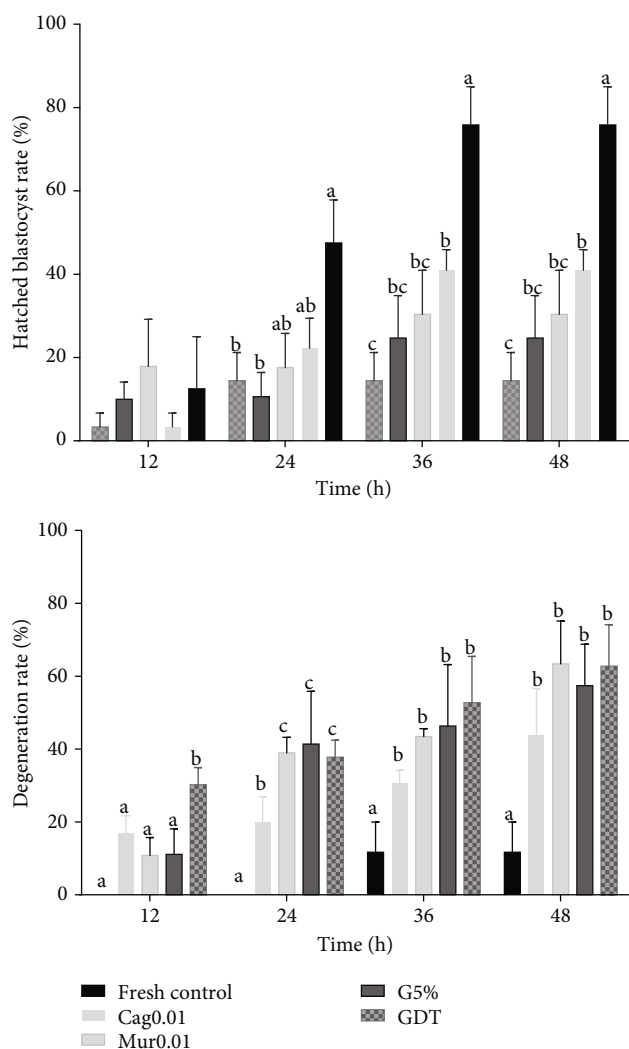 100
80
60
40
20
0
Hatched blastocyst rate (%)
a
a
a
b
b
ab
ab
c
bc
bc
b
c
bc
bc
b
12 24 36 48
Time (h)
100
80
60
40
20
0
Degeneration rate (%)
a
a
a
a
b
a
b
c
c
c
a
b
b
b
b
a
b
b
b
b
12 24 36 48
Time (h)
Fresh control
Cag0.01
Mur0.01
G5%
GDT